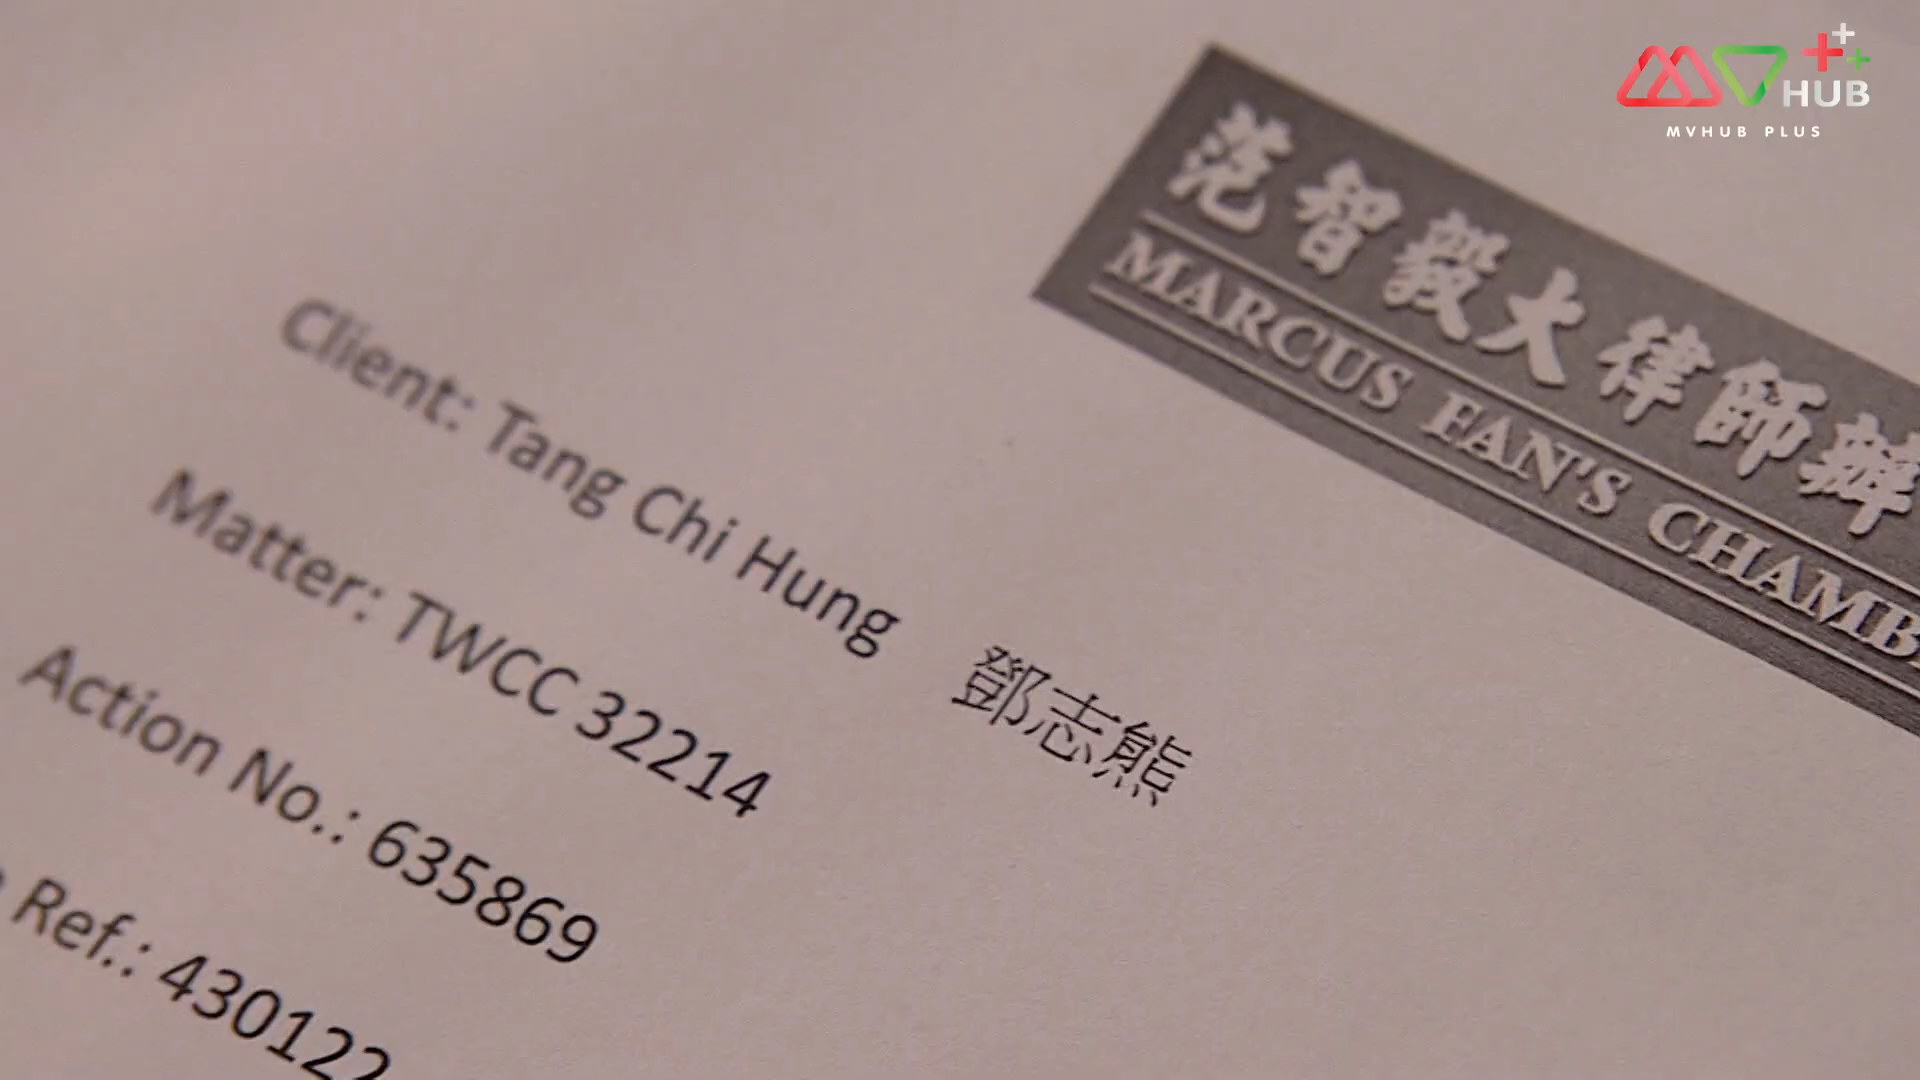 HUB
MVHUB PLUS
范智毅大律師辦
MARCUS FAN'S CHAMB
Client: Tang Chi Hung 鄧志熊
Matter: TWCC 32214
Action No.: 635869
Ref.: 430122